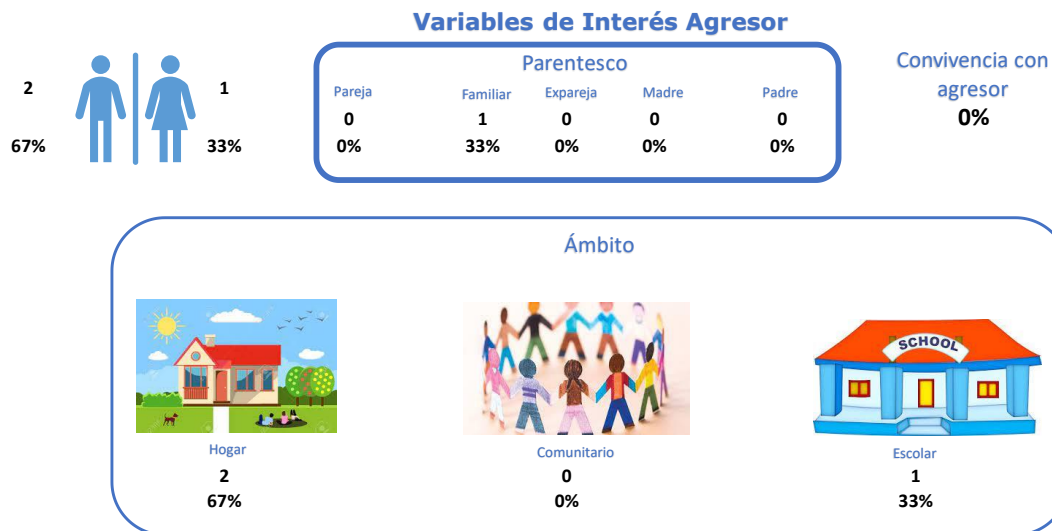 Variables de Interés Agresor
2
1
67%
33%
Parentesco
Pareja Familiar Expareja Madre Padre
0 1 0 0 0
0% 33% 0% 0% 0%
Convivencia con
agresor
0%
Ámbito
SCHOOL
Hogar Comunitario Escolar
2 0 1
67% 0% 33%